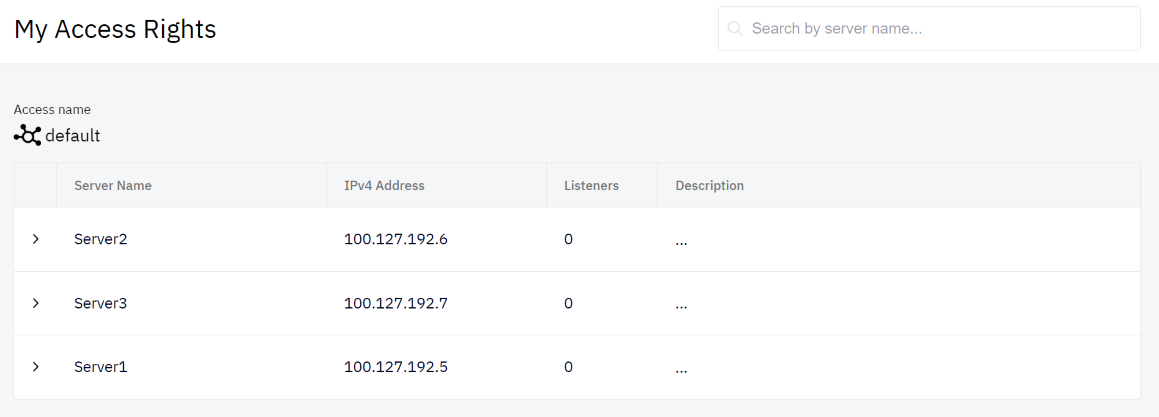 My Access Rights
Search by server name...
Access name
default
Server Name IPv4 Address Listeners Description
Server2 100.127.192.6 0 ...
Server3 100.127.192.7 0 ...
Server1 100.127.192.5 0 ...